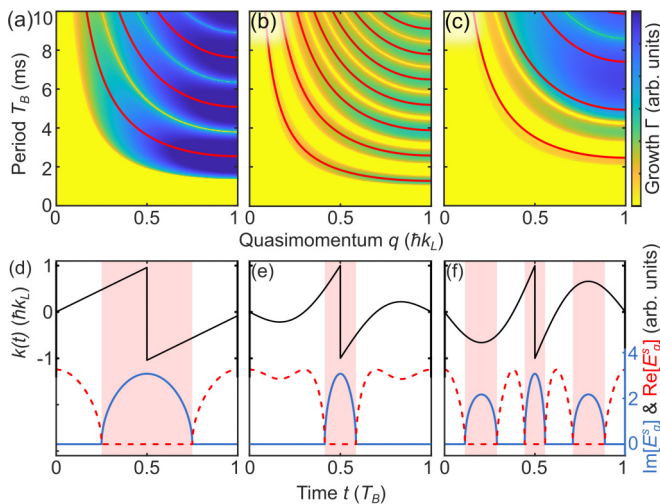 (a) (b) (c)
10
8
6
4
2
0
Period T_B (ms)
0 0.5 1 0 0.5 1 0 0.5 1
Quasimomentum q (ħk_L)
Growth Γ (arb. units)
(d) (e) (f)
1
0
-1
k(t) (ħk_L)
4
2
0
Im[E^s_q] & Re[E^s_q] (arb. units)
0 0.5 1 0 0.5 1 0 0.5 1
Time t (T_B)